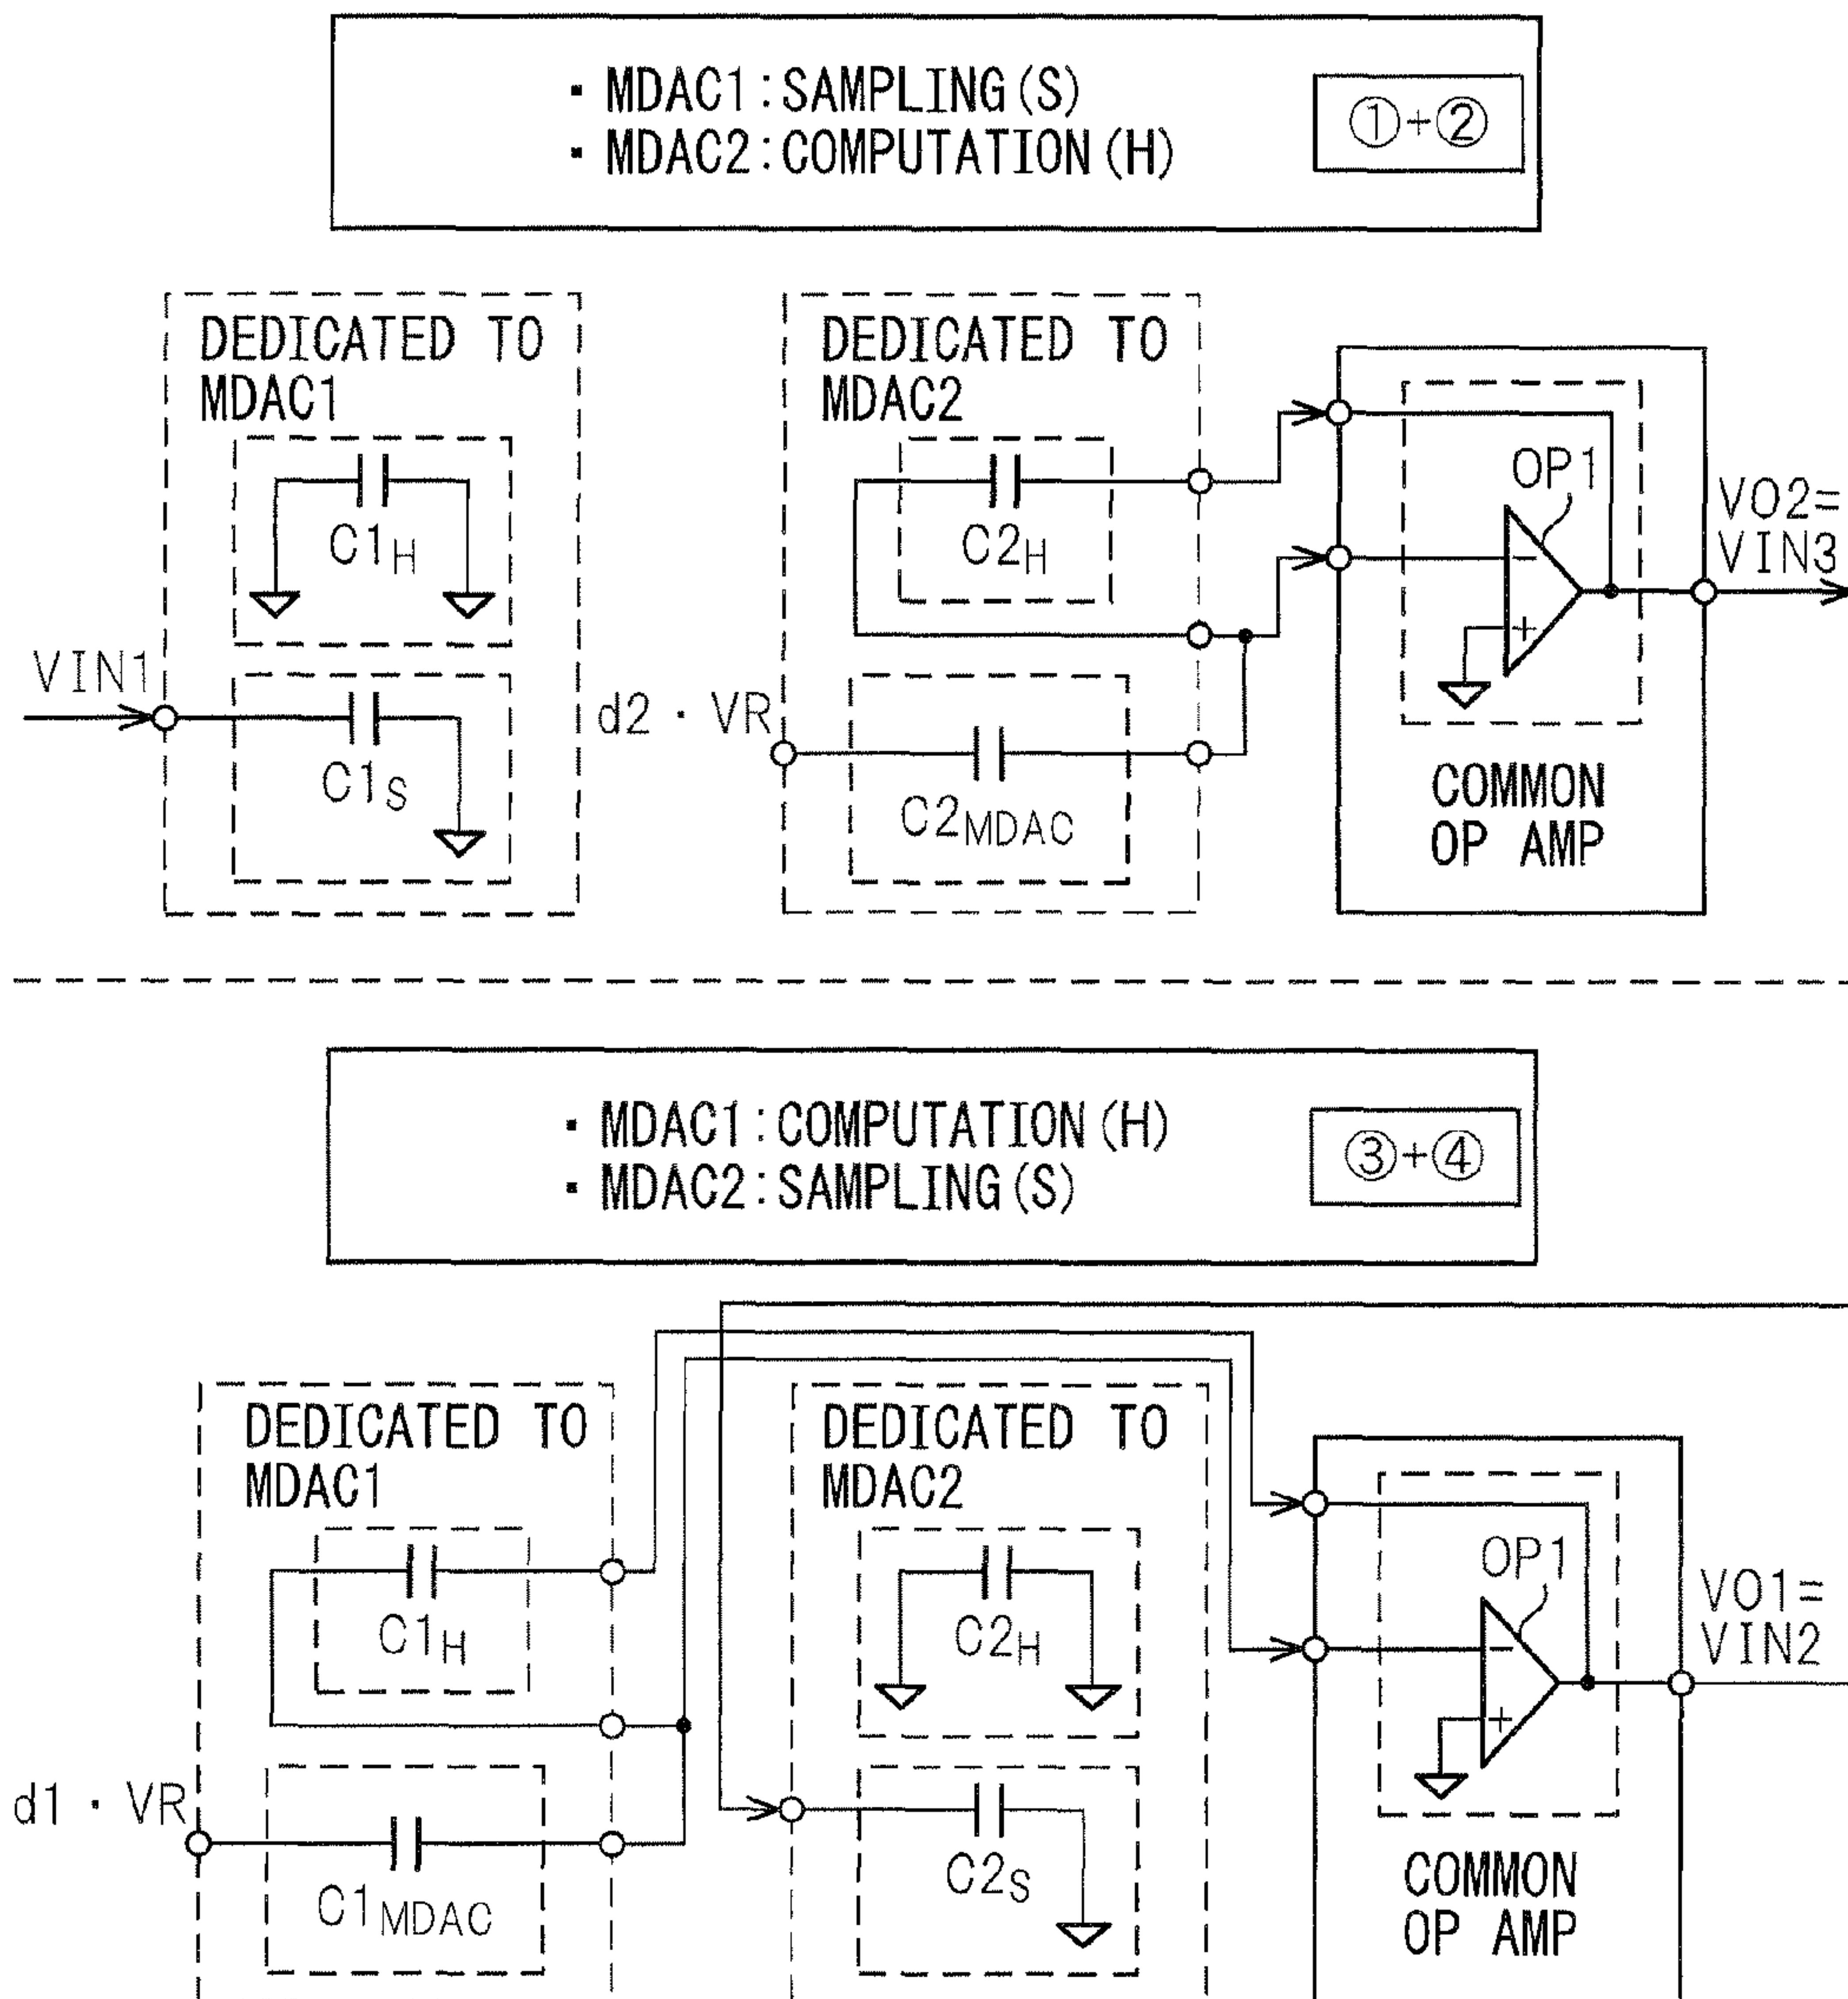 ・MDAC1:SAMPLING(S)
・MDAC2:COMPUTATION(H)
①+②
DEDICATED TO
MDAC1
C1H
VIN1
C1S
DEDICATED TO
MDAC2
C2H
d2・VR
C2MDAC
OP1
VO2=
VIN3
COMMON
OP AMP
・MDAC1:COMPUTATION(H)
・MDAC2:SAMPLING(S)
③+④
DEDICATED TO
MDAC1
C1H
d1・VR
C1MDAC
DEDICATED TO
MDAC2
C2H
C2S
OP1
VO1=
VIN2
COMMON
OP AMP